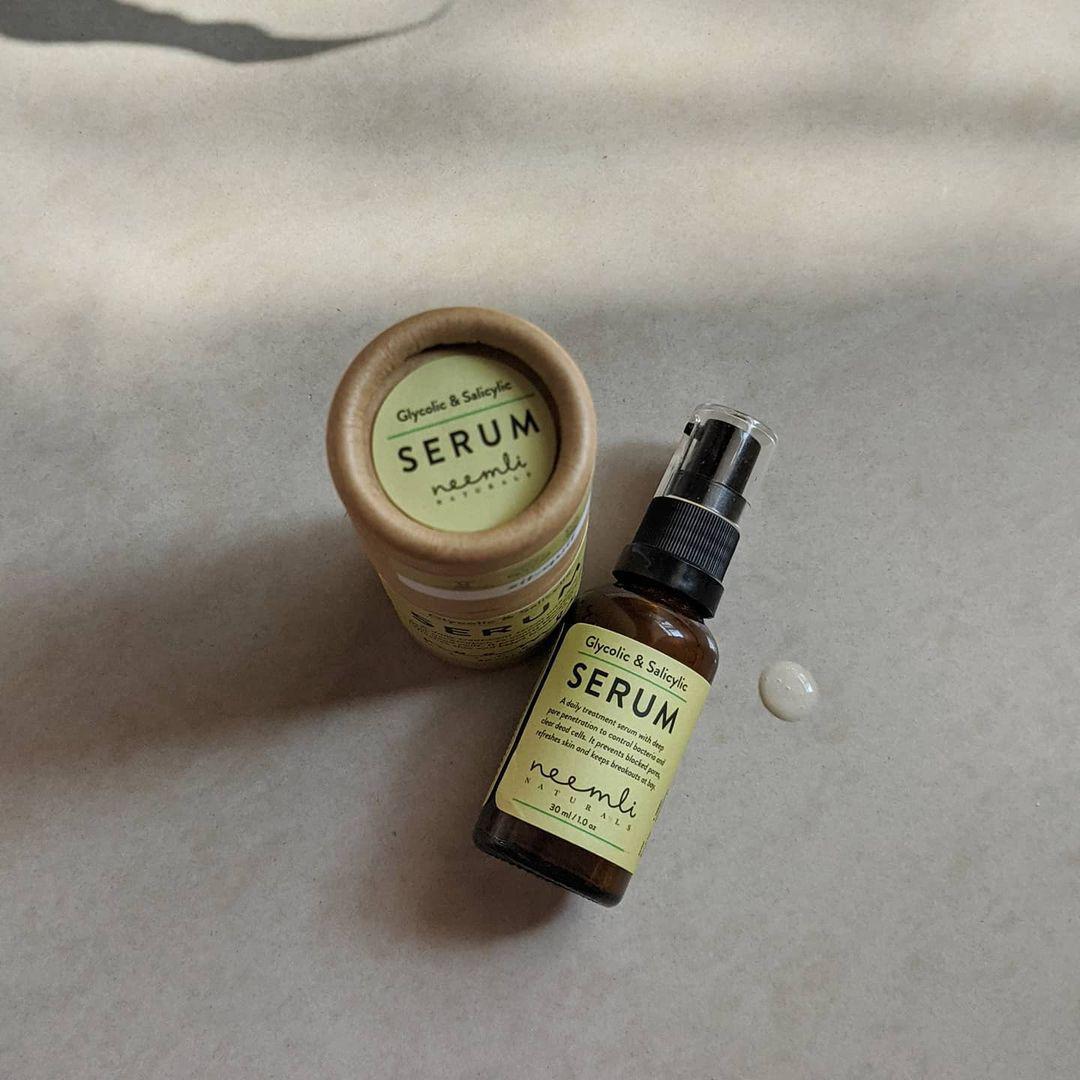 Glycolic & Salicylic
SERUM
neemli
NATURALS
SERUM
Glycolic & Salicylic
SERUM
A daily treatment serum with deep
pore penetration to control bacteria and
clear dead cells. It prevents blocked pores,
refreshes skin and keeps breakouts at bay.
neemli
NATURALS
30 ml / 1.0 oz